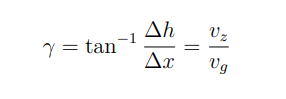 γ = tan⁻¹ Δh/Δx = v_z/v_g